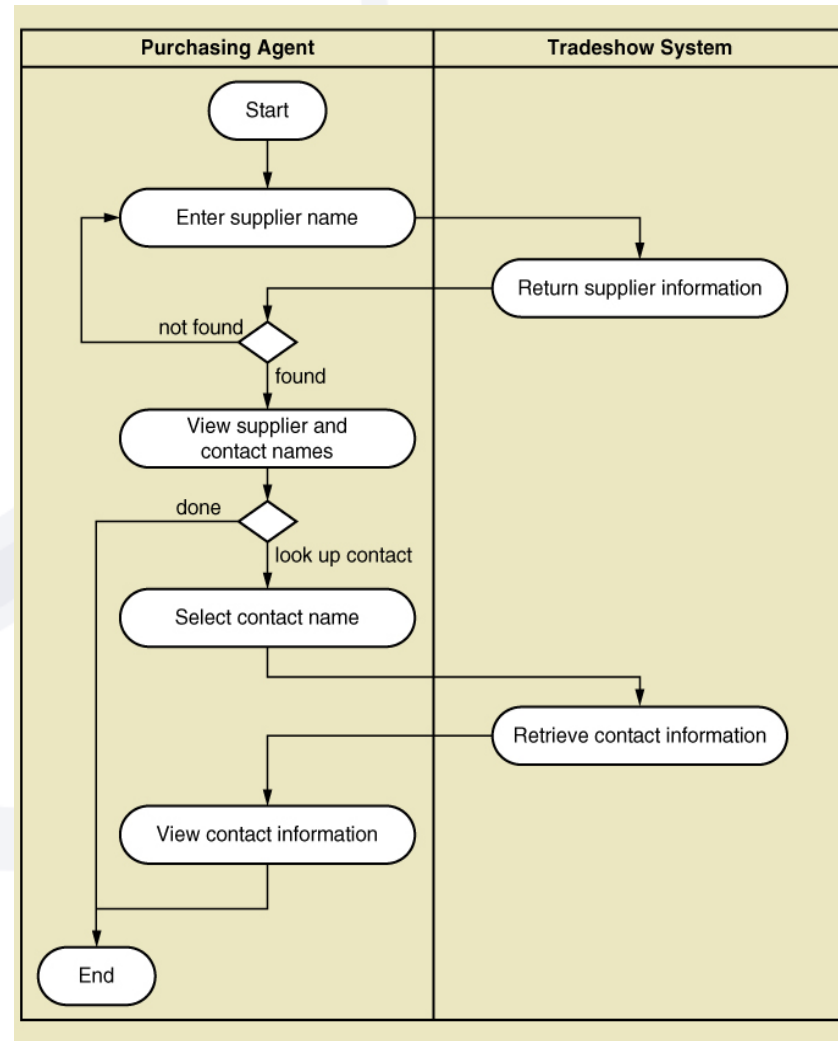 Purchasing Agent
Tradeshow System
Start
Enter supplier name
Return supplier information
not found
found
View supplier and
contact names
done
look up contact
Select contact name
Retrieve contact information
View contact information
End